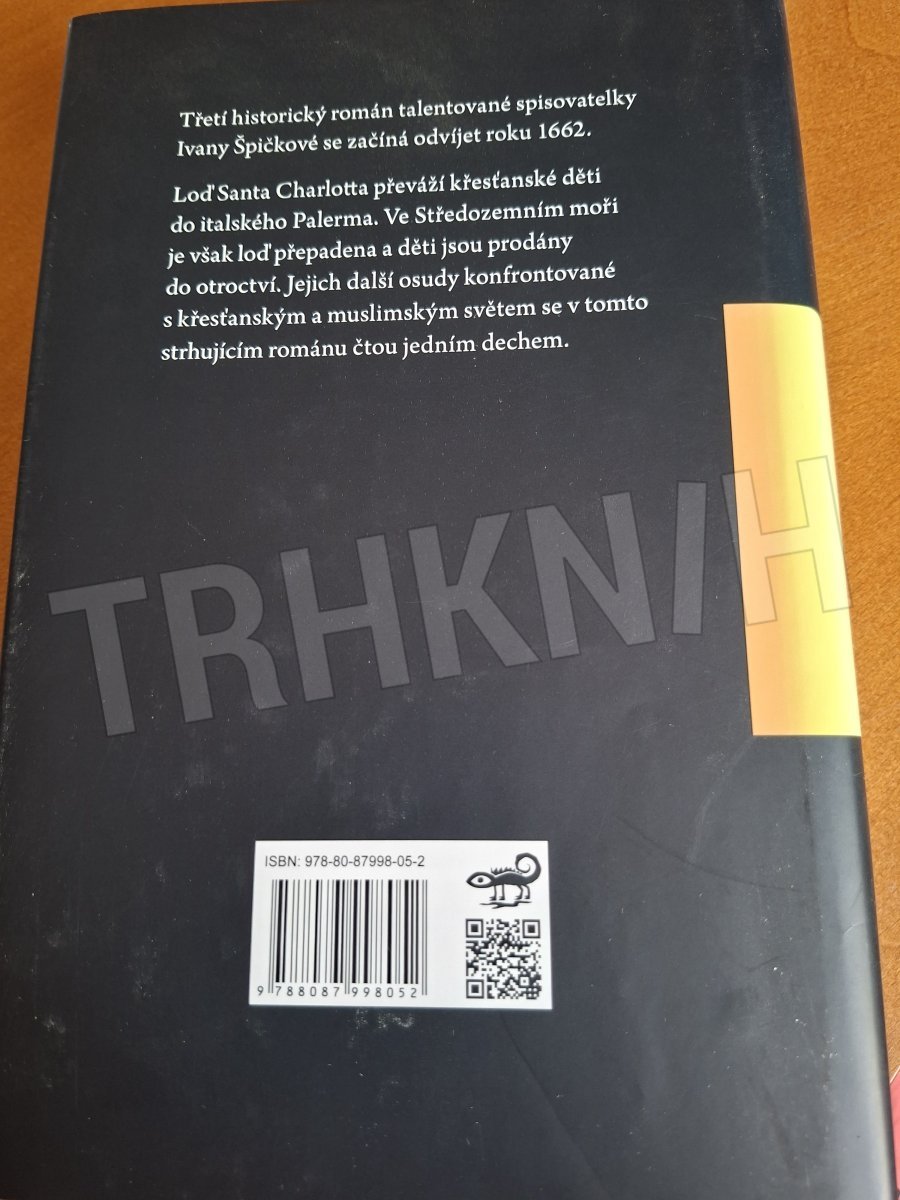 Třetí historický román talentované spisovatelky
Ivany Špičkové se začíná odvíjet roku 1662.
Loď Santa Charlotta převáží křesťanské děti
do italského Palerma. Ve Středozemním moři
je však loď přepadena a děti jsou prodány
do otroctví. Jejich další osudy konfrontované
s křesťanským a muslimským světem se v tomto
strhujícím románu čtou jedním dechem.
TRHKNIH
ISBN: 978-80-87998-05-2
9 788087 998052